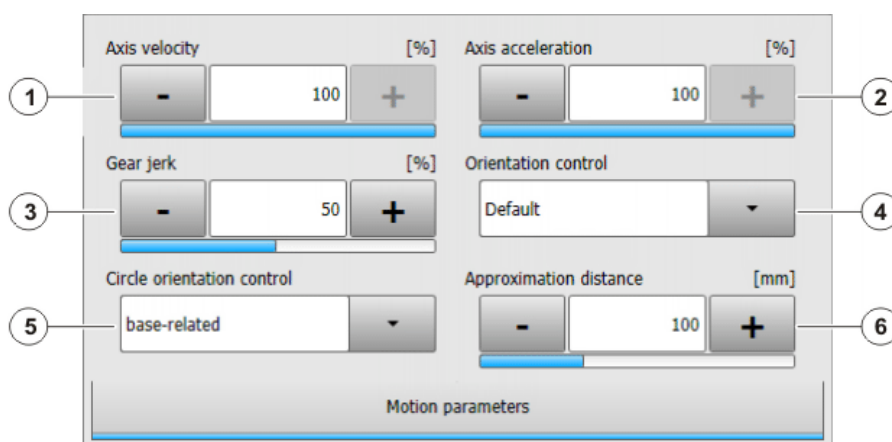 Axis velocity [%] Axis acceleration [%]
1 - 100 + - 100 + 2
Gear jerk [%] Orientation control
3 - 50 + Default 4
Circle orientation control Approximation distance [mm]
5 base-related - 100 + 6
Motion parameters